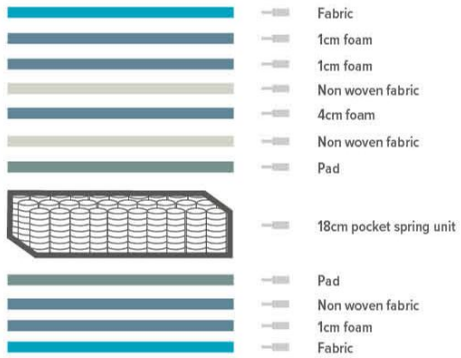 Fabric
1cm foam
1cm foam
Non woven fabric
4cm foam
Non woven fabric
Pad
18cm pocket spring unit
Pad
Non woven fabric
1cm foam
Fabric